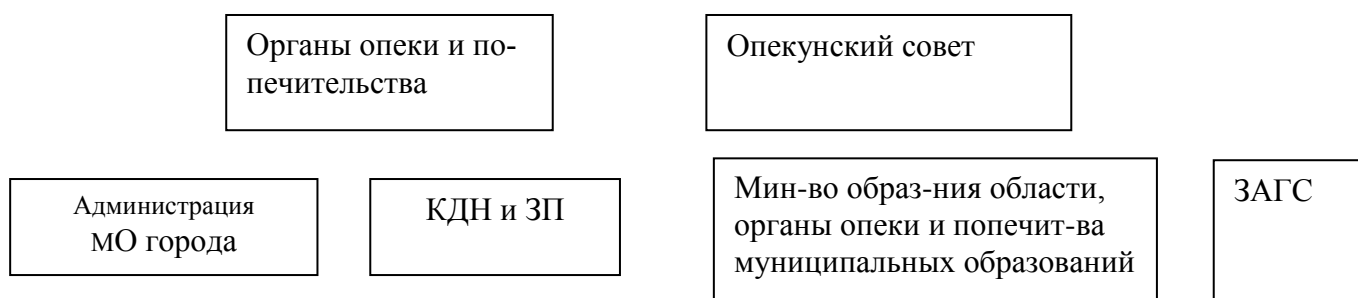 Органы опеки и по-
печительства
Опекунский совет
Администрация
МО города
КДН и ЗП
Мин-во образ-ния области,
органы опеки и попечит-ва
муниципальных образований
ЗАГС